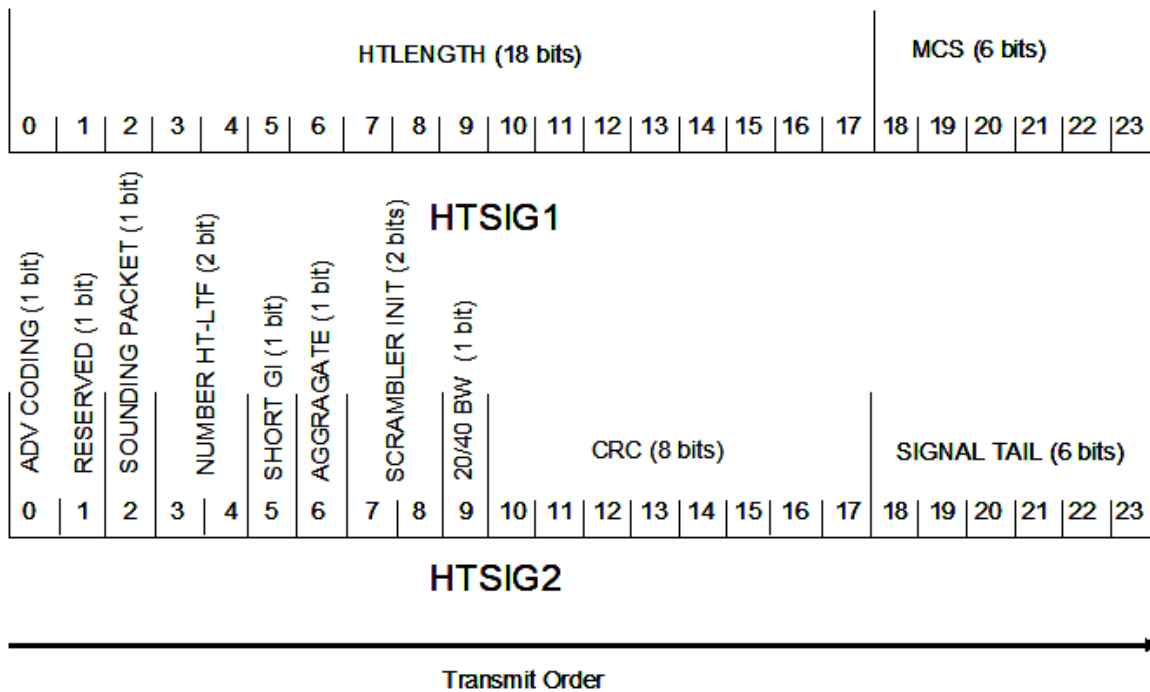 HTLENGTH (18 bits) MCS (6 bits)
0 1 2 3 4 5 6 7 8 9 10 11 12 13 14 15 16 17 18 19 20 21 22 23
HTSIG1
ADV CODING (1 bit)
RESERVED (1 bit)
SOUNDING PACKET (1 bit)
NUMBER HT-LTF (2 bit)
SHORT GI (1 bit)
AGGRAGATE (1 bit)
SCRAMBLER INIT (2 bits)
20/40 BW (1 bit)
CRC (8 bits)
SIGNAL TAIL (6 bits)
0 1 2 3 4 5 6 7 8 9 10 11 12 13 14 15 16 17 18 19 20 21 22 23
HTSIG2
Transmit Order